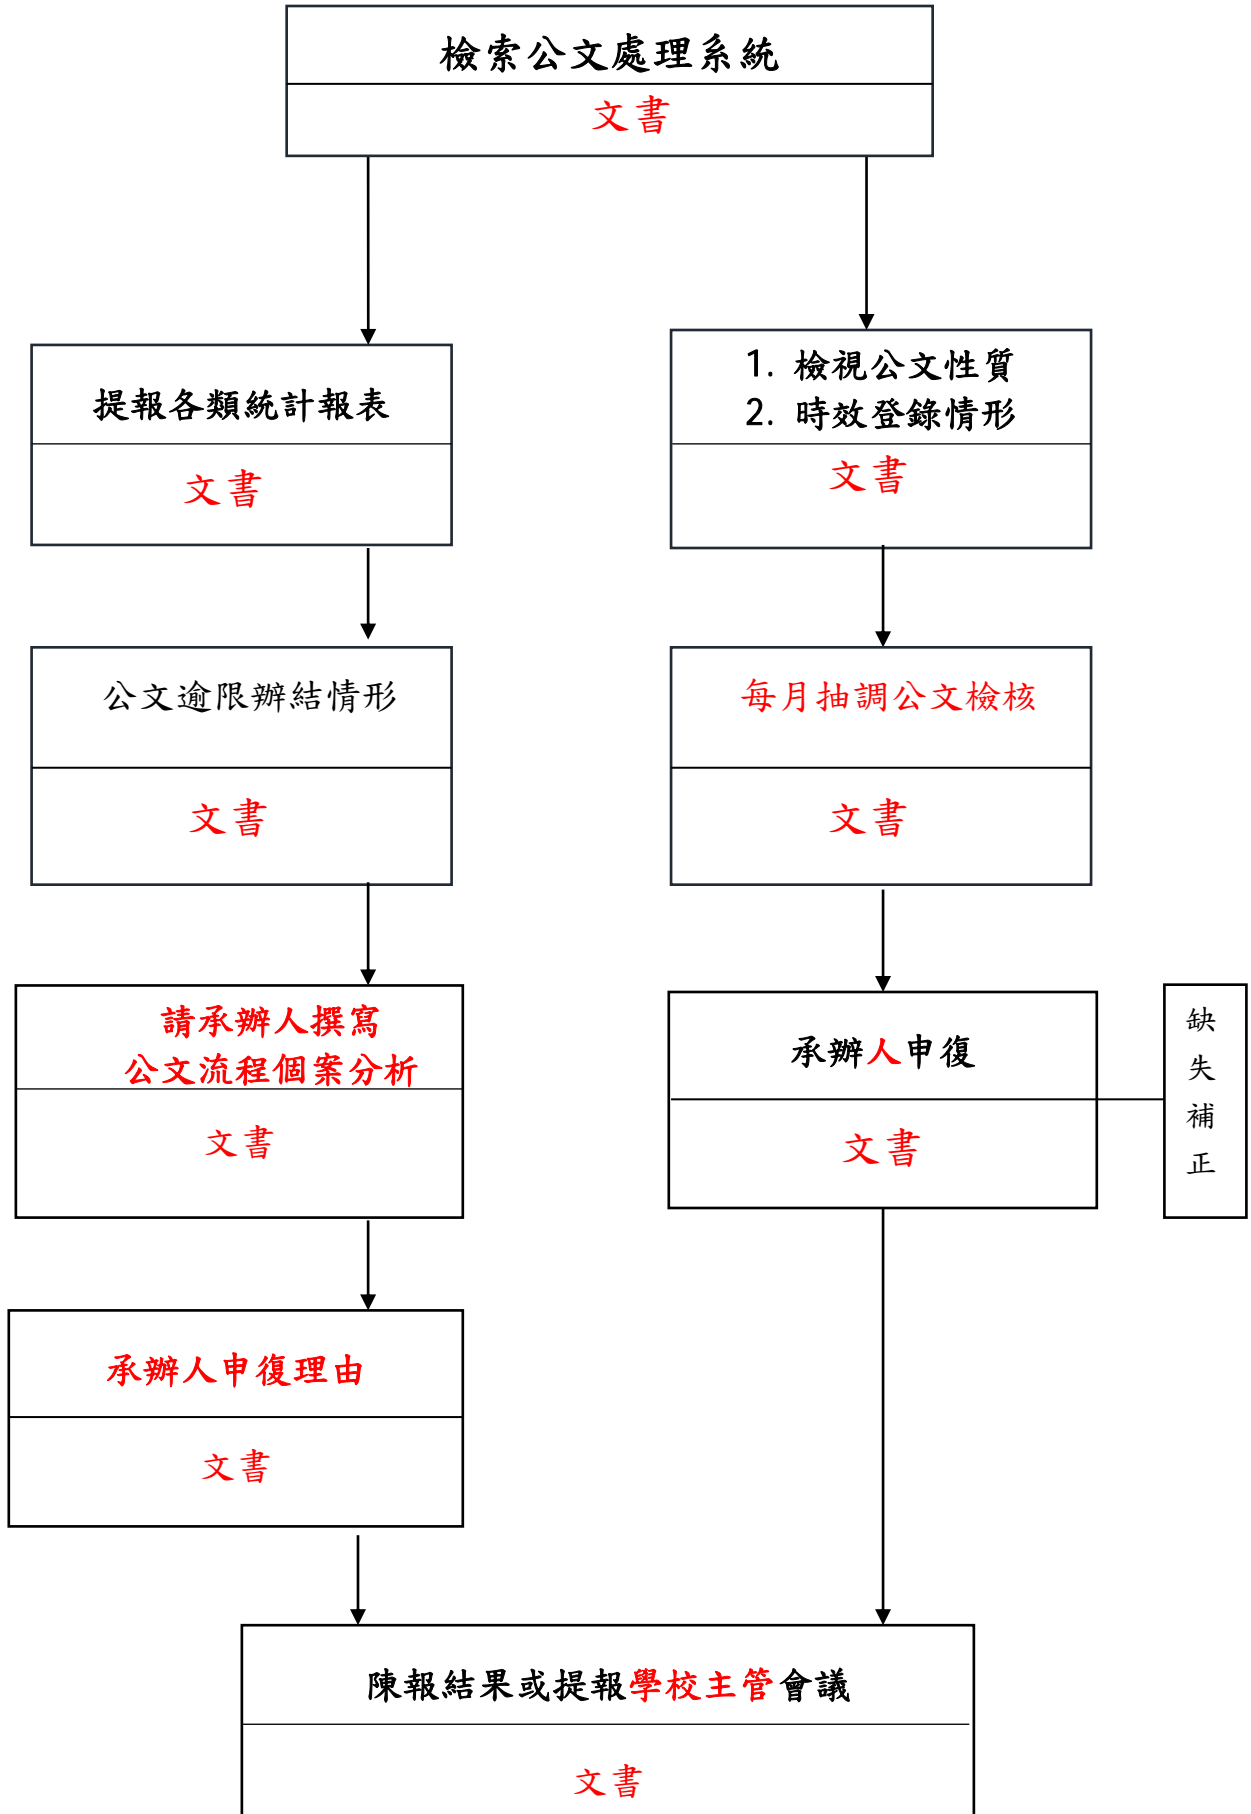 檢索公文處理系統
文書
提報各類統計報表
文書
1. 檢視公文性質
2. 時效登錄情形
文書
公文逾限辦結情形
文書
每月抽調公文檢核
文書
請承辦人撰寫
公文流程個案分析
文書
承辦人申復
文書
缺
失
補
正
承辦人申復理由
文書
陳報結果或提報學校主管會議
文書